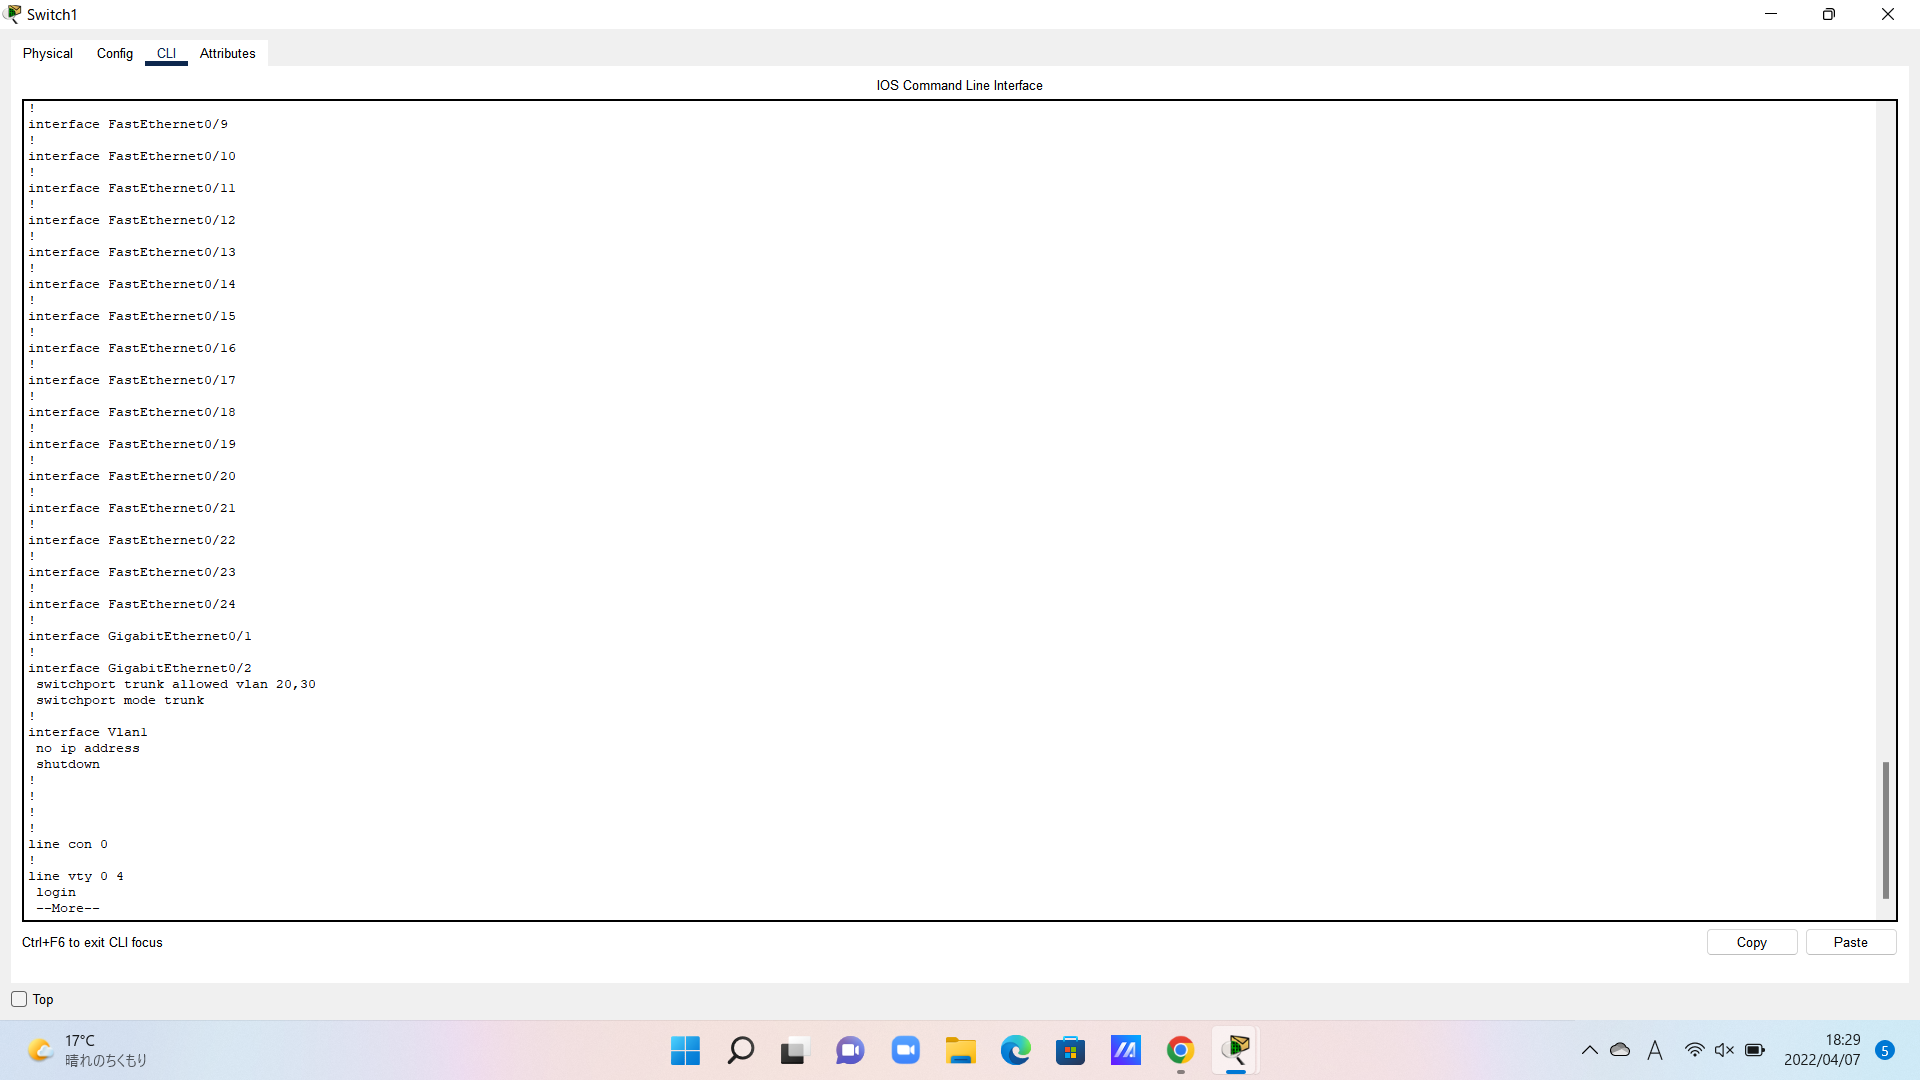 Switch1
Physical Config CLI Attributes
IOS Command Line Interface
!
interface FastEthernet0/9
!
interface FastEthernet0/10
!
interface FastEthernet0/11
!
interface FastEthernet0/12
!
interface FastEthernet0/13
!
interface FastEthernet0/14
!
interface FastEthernet0/15
!
interface FastEthernet0/16
!
interface FastEthernet0/17
!
interface FastEthernet0/18
!
interface FastEthernet0/19
!
interface FastEthernet0/20
!
interface FastEthernet0/21
!
interface FastEthernet0/22
!
interface FastEthernet0/23
!
interface FastEthernet0/24
!
interface GigabitEthernet0/1
!
interface GigabitEthernet0/2
 switchport trunk allowed vlan 20,30
 switchport mode trunk
!
interface Vlan1
 no ip address
 shutdown
!
!
!
!
line con 0
!
line vty 0 4
 login
 --More--
Ctrl+F6 to exit CLI focus
Copy Paste
Top
17°C
晴れのちくもり
A
18:29
2022/04/07
5